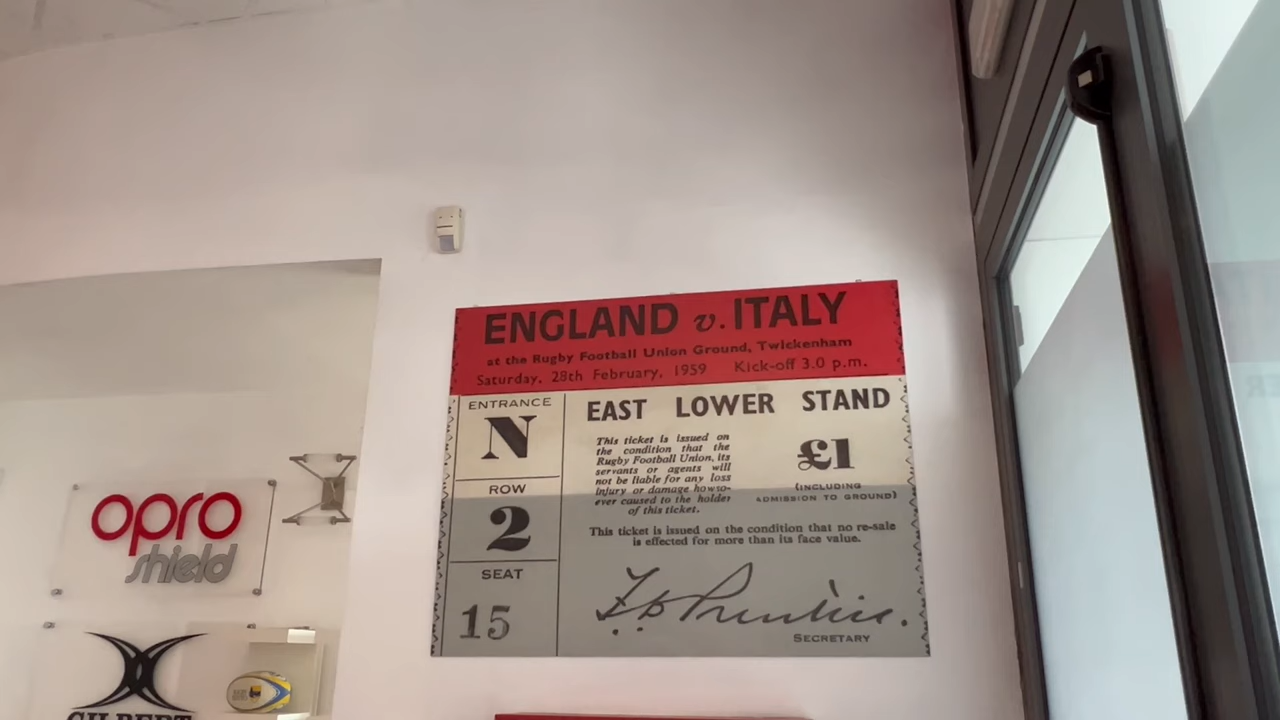 ENGLAND v. ITALY
at the Rugby Football Union Ground, Twickenham
Saturday, 28th February, 1959 Kick-off 3.0 p.m.
ENTRANCE
N
ROW
2
SEAT
15
EAST LOWER STAND
This ticket is issued on
the condition that the
Rugby Football Union, its
servants or agents will
not be liable for any loss
injury or damage howso-
ever caused to the holder
of this ticket.
£1
(INCLUDING
ADMISSION TO GROUND)
This ticket is issued on the condition that no re-sale
is effected for more than its face value.
SECRETARY
opro
shield
GILBERT